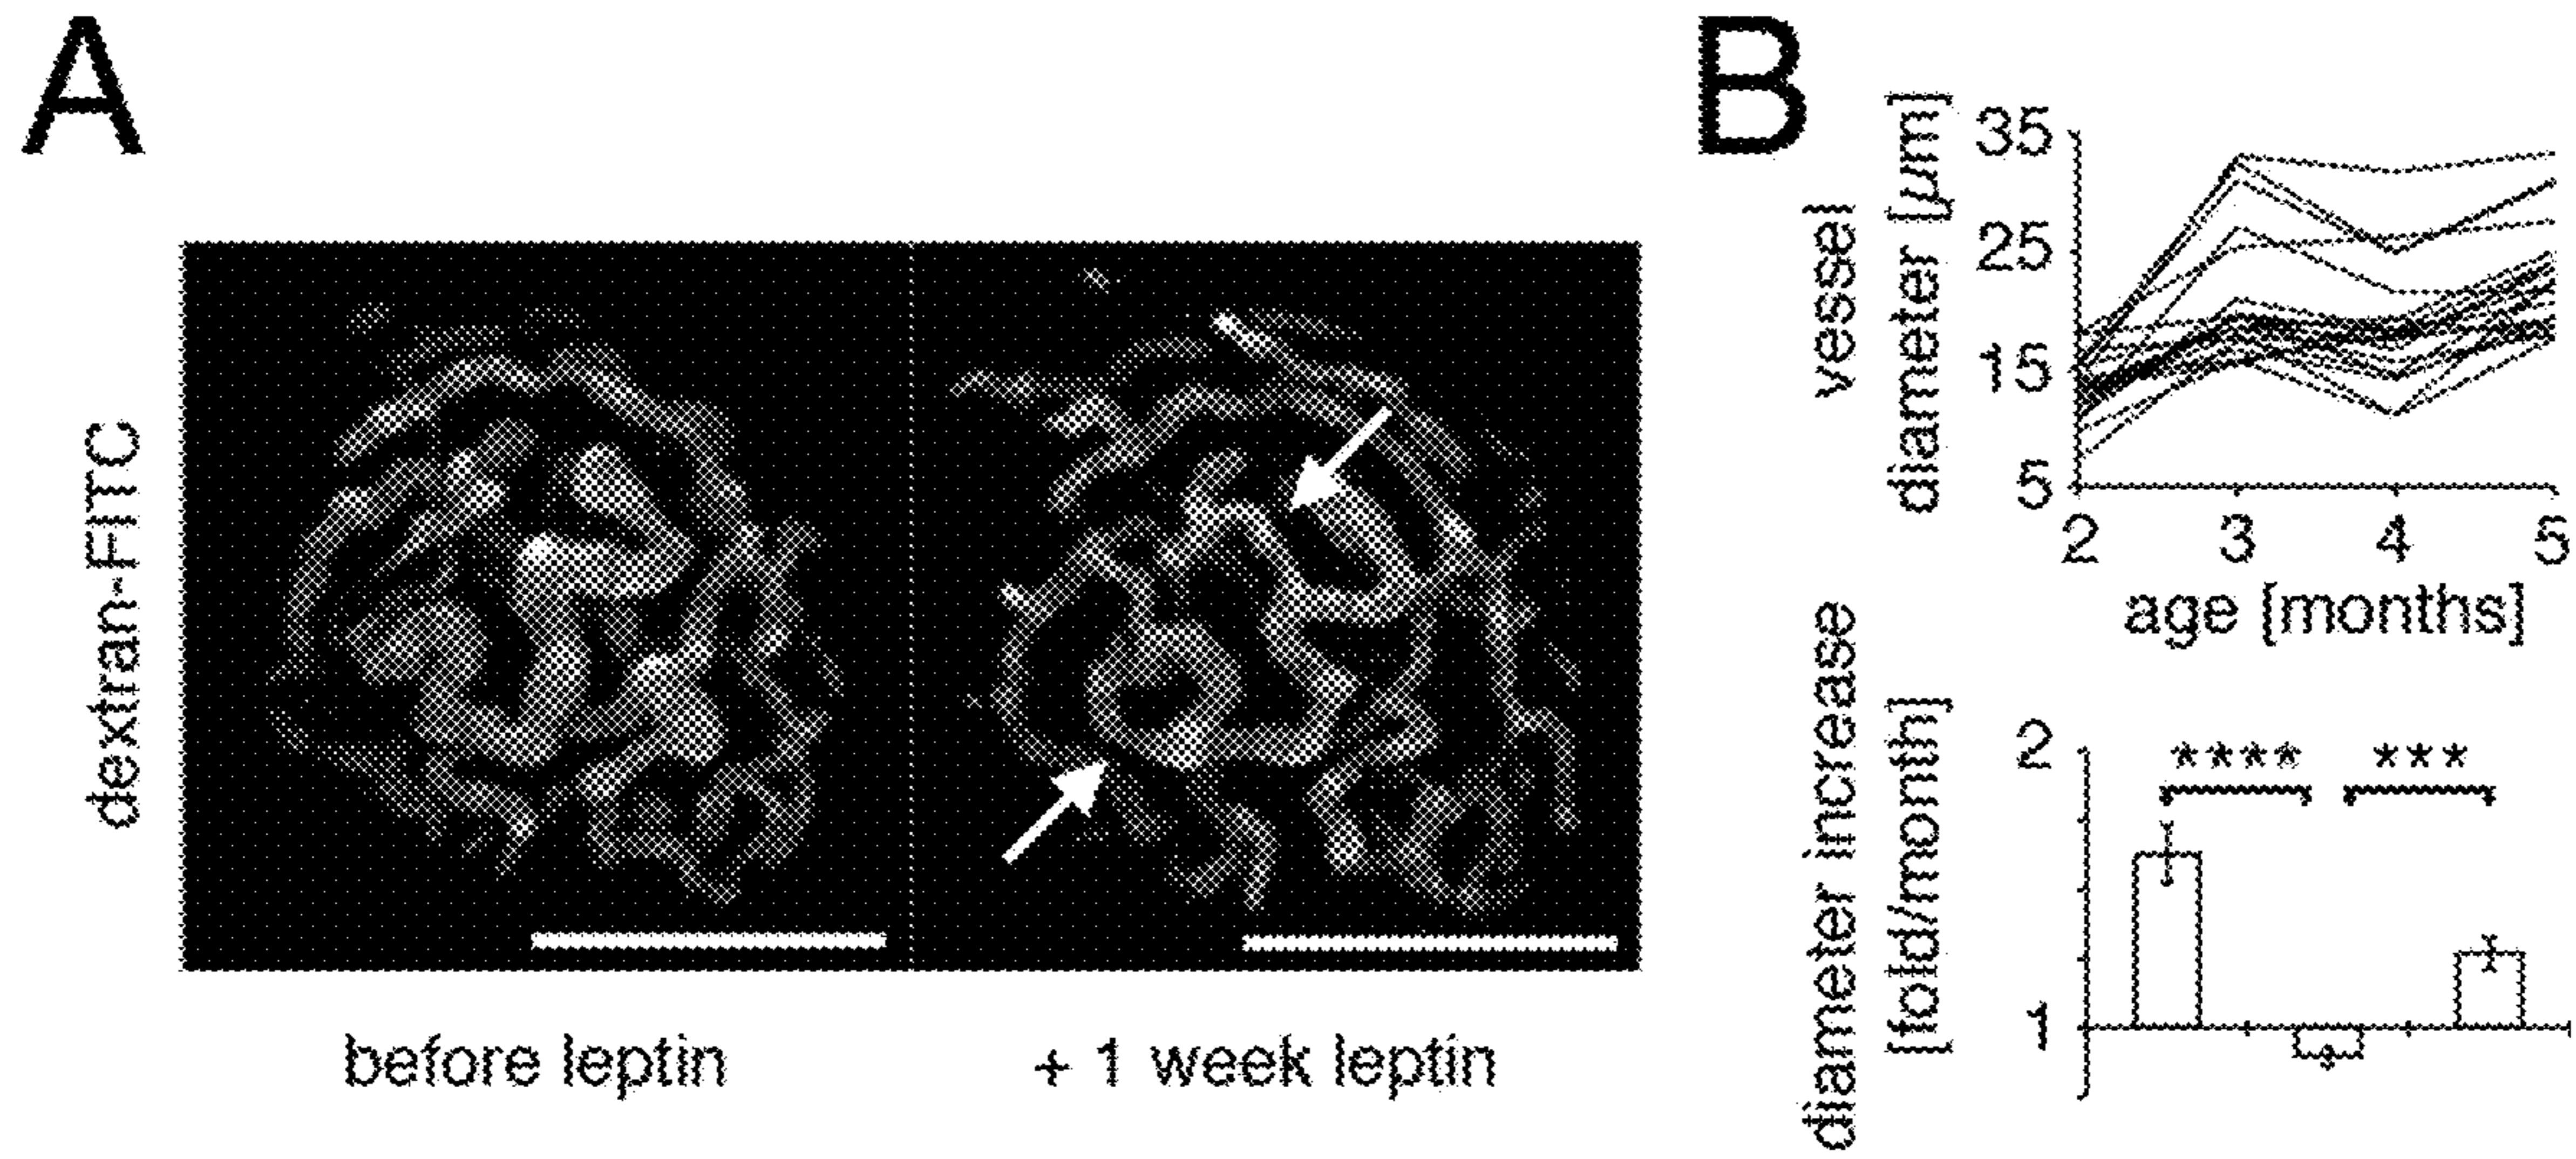 A
dextran-FITC
before leptin
+ 1 week leptin
B
vessel
diameter [µm]
35
25
15
5
2 3 4 5
age [months]
diameter increase
[fold/month]
2
1
**** ***